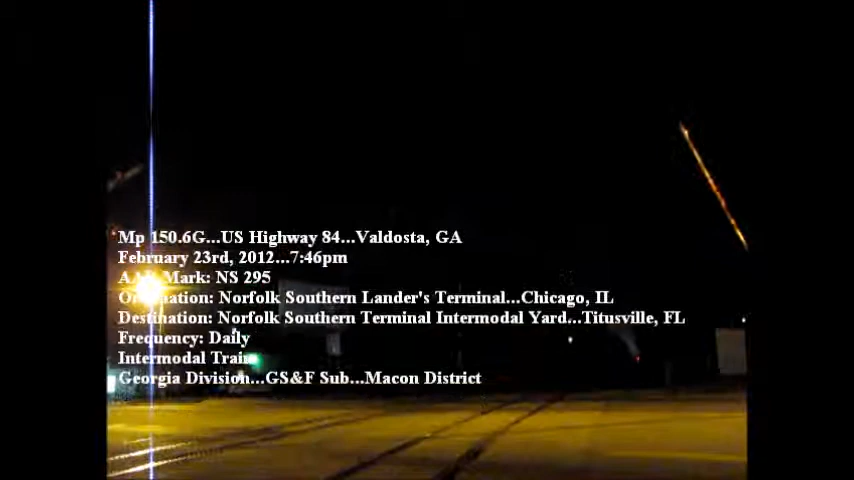 Mp 150.6G...US Highway 84...Valdosta, GA
February 23rd, 2012...7:46pm
Mark: NS 295
Norfolk Southern Lander's Terminal...Chicago, IL
Destination: Norfolk Southern Terminal Intermodal Yard...Titusville, FL
Frequency: Daily
Intermodal Train
Georgia Division...GS&F Sub...Macon District